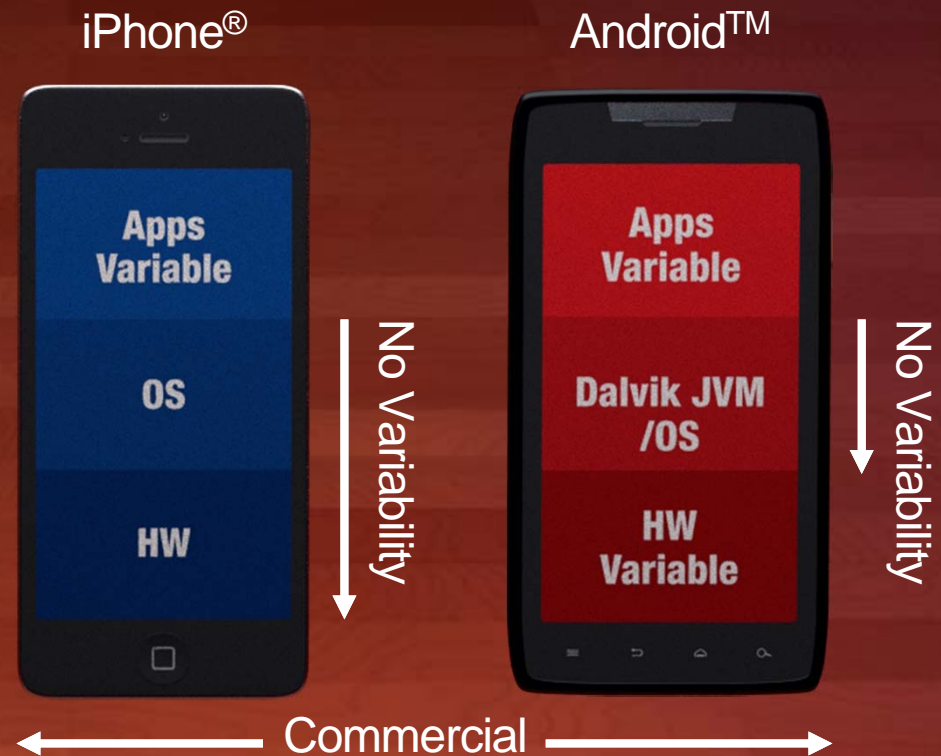 iPhone®
Android™
Apps
Variable
OS
HW
No Variability
Apps
Variable
Dalvik JVM
/OS
HW
Variable
No Variability
Commercial